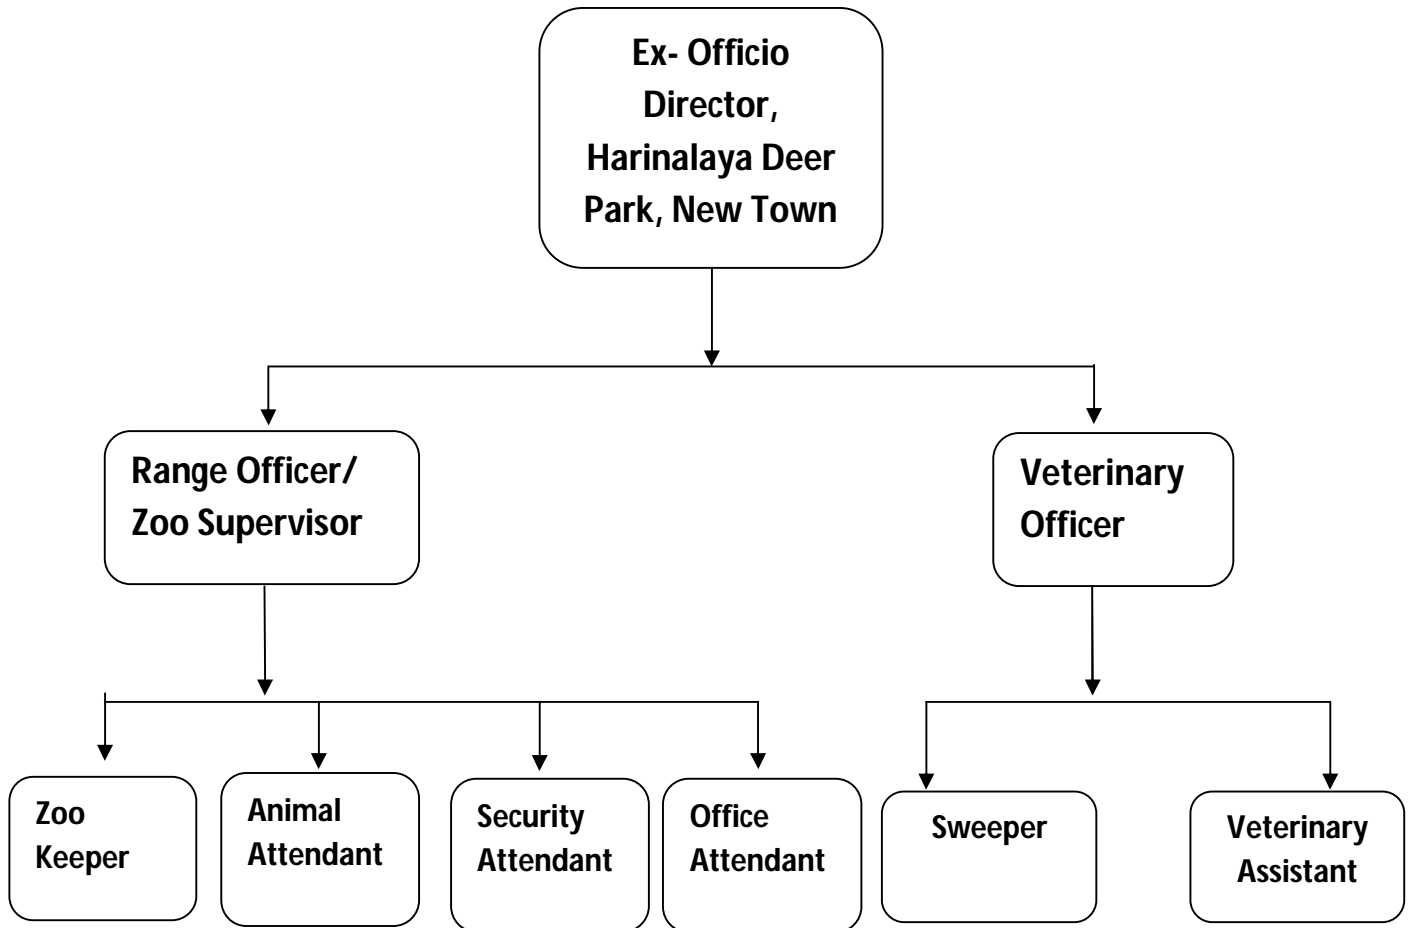 Ex- Officio
Director,
Harinalaya Deer
Park, New Town
Range Officer/
Zoo Supervisor
Veterinary
Officer
Zoo
Keeper
Animal
Attendant
Security
Attendant
Office
Attendant
Sweeper
Veterinary
Assistant